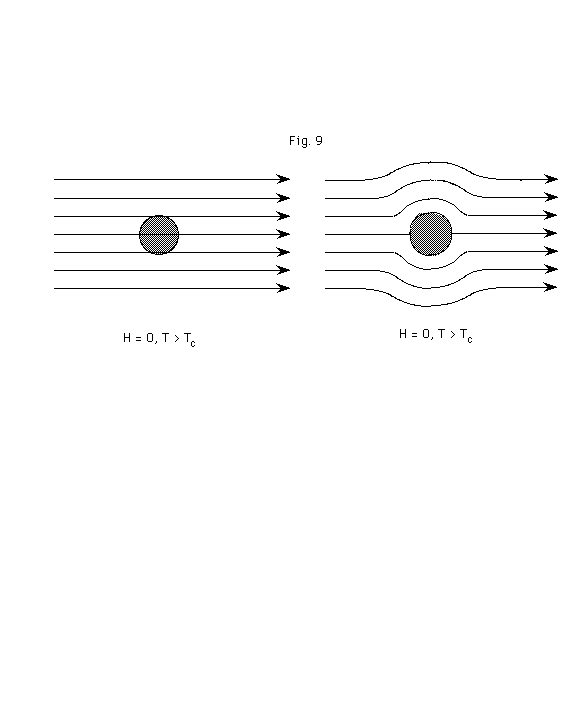 Fig. 9
H = 0, T > Tc
H = 0, T > Tc